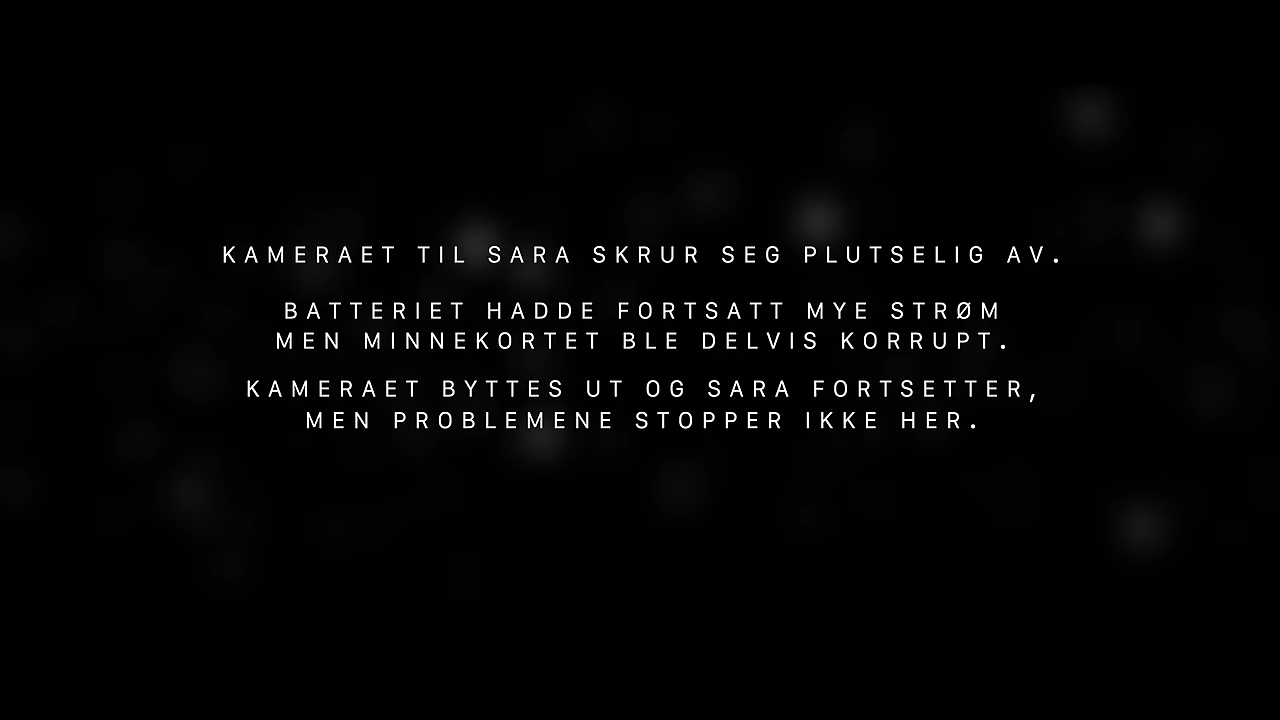 KAMERAET TIL SARA SKRUR SEG PLUTSELIG AV.
BATTERIET HADDE FORTSATT MYE STRØM
MEN MINNEKORTET BLE DELVIS KORRUPT.
KAMERAET BYTTES UT OG SARA FORTSETTER,
MEN PROBLEMENE STOPPER IKKE HER.